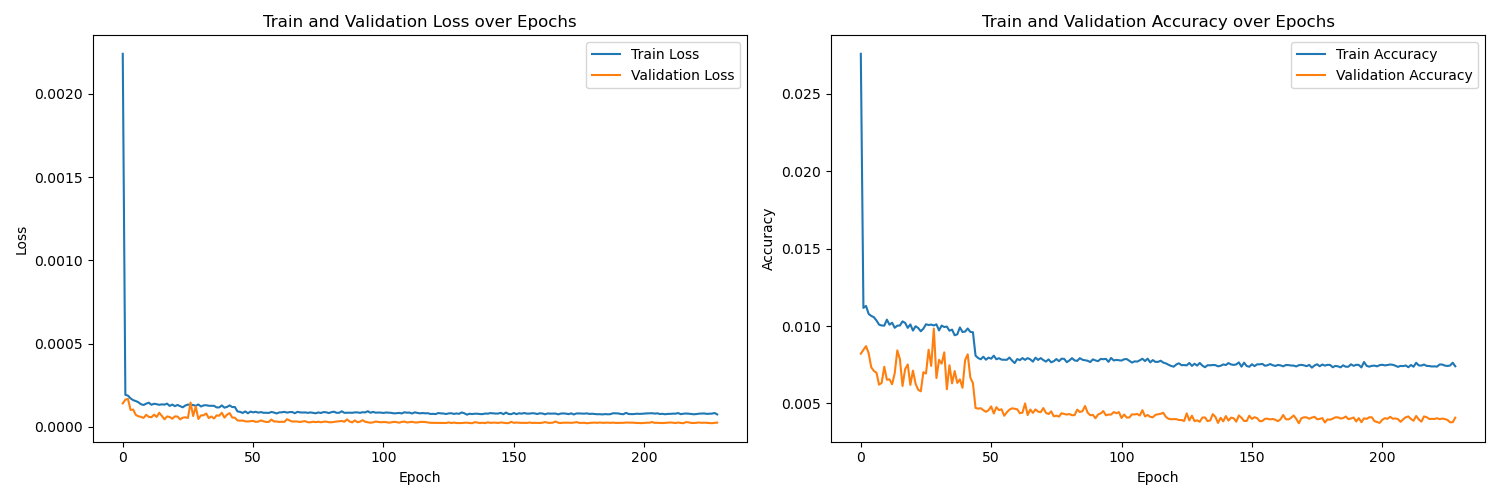 Train and Validation Loss over Epochs
Train Loss
Validation Loss
0.0020
0.0015
0.0010
0.0005
0.0000
Loss
0
50
100
150
200
Epoch
Train and Validation Accuracy over Epochs
Train Accuracy
Validation Accuracy
0.025
0.020
0.015
0.010
0.005
Accuracy
0
50
100
150
200
Epoch